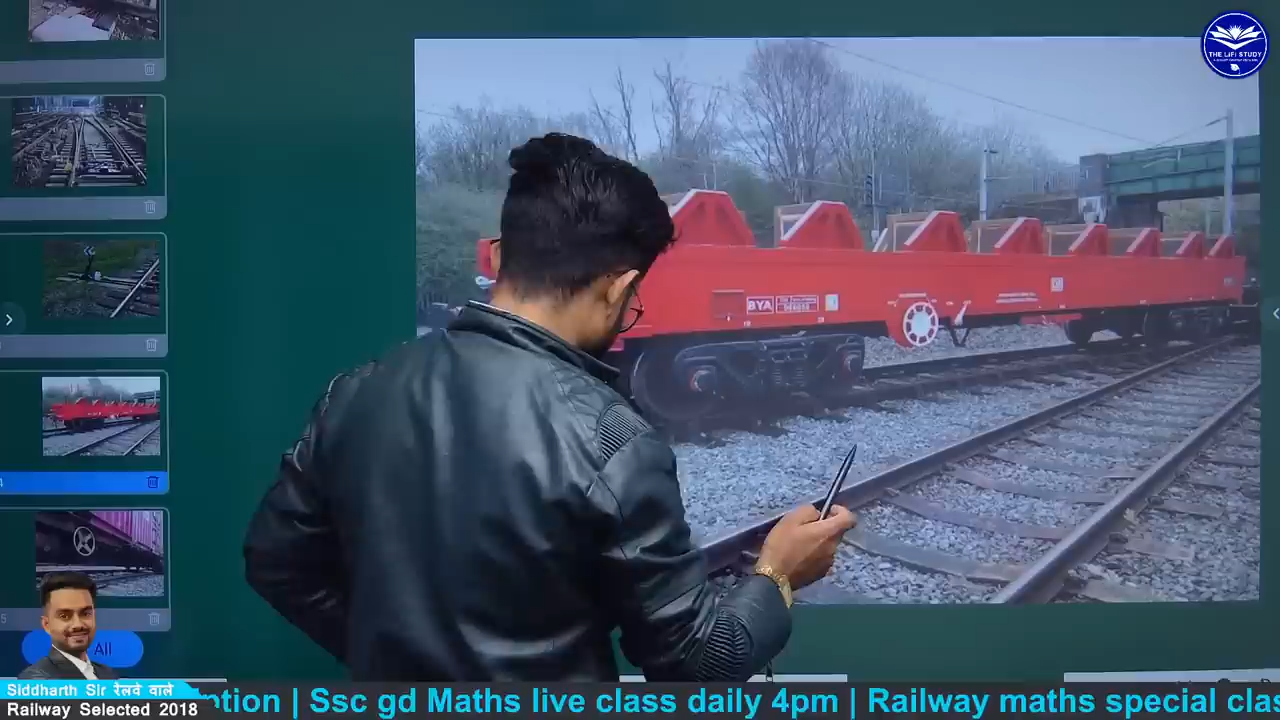 THE LiFi STUDY
BYA
All
Siddharth Sir रेलवे वाले
Railway Selected 2018
ption | Ssc gd Maths live class daily 4pm | Railway maths special clas